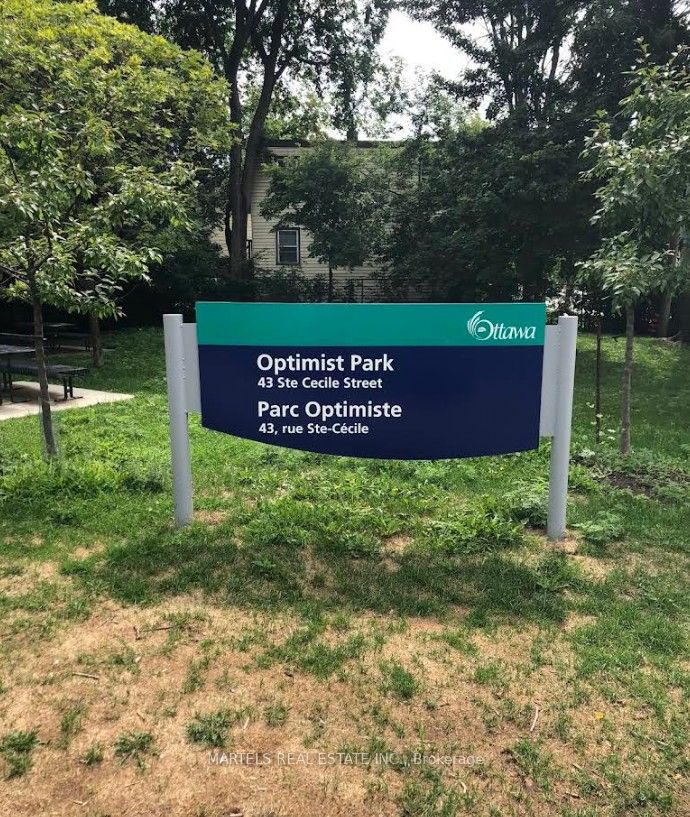 Ottawa
Optimist Park
43 Ste Cecile Street
Parc Optimiste
43, rue Ste-Cécile
MARTELS REAL ESTATE INC., Brokerage